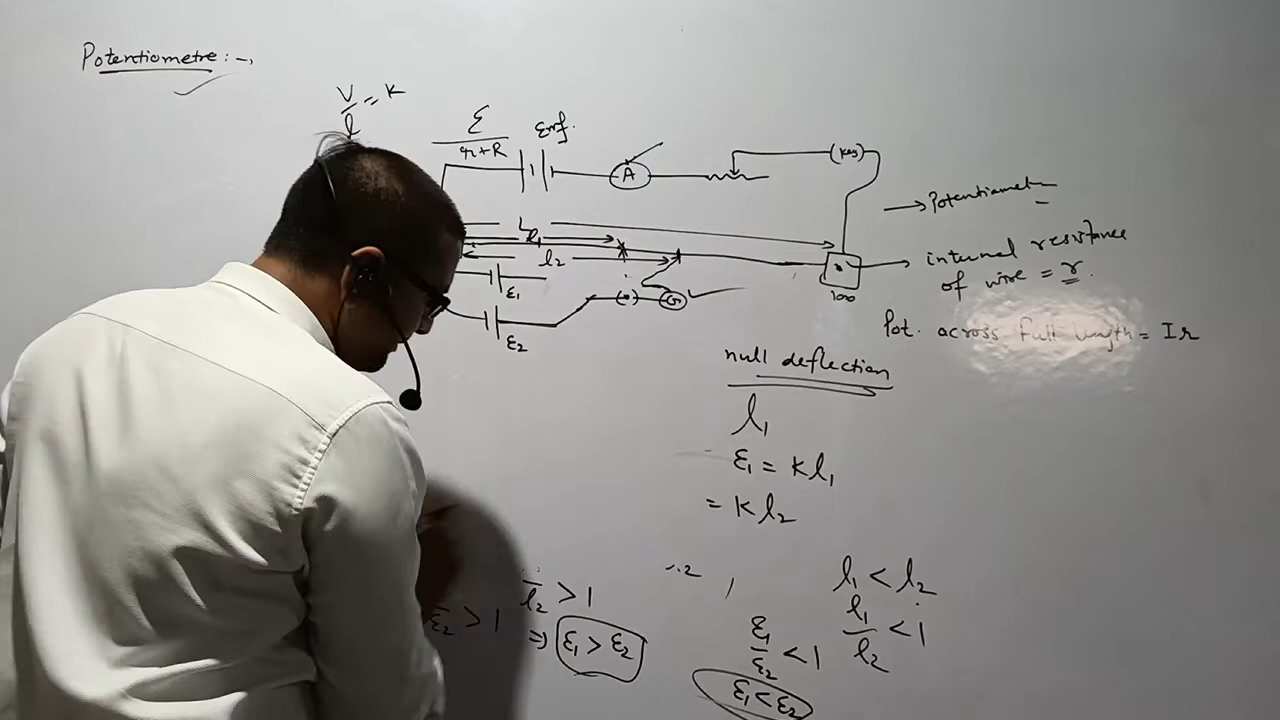 Potentiometre :-
V/l = K
ε/(r+R)
Emf.
A
(Key)
→ Potentiometre
L
l1
l2
ε1
ε2
G
100
internal resistance
of wire = r.
Pot. across full length = Ir
null deflection
l1
ε1 = Kl1
= Kl2
l2 > 1
ε2 > 1
⇒ ε1 > ε2
l1 < l2
l1/l2 < 1
ε1/ε2 < 1
ε1 < ε2